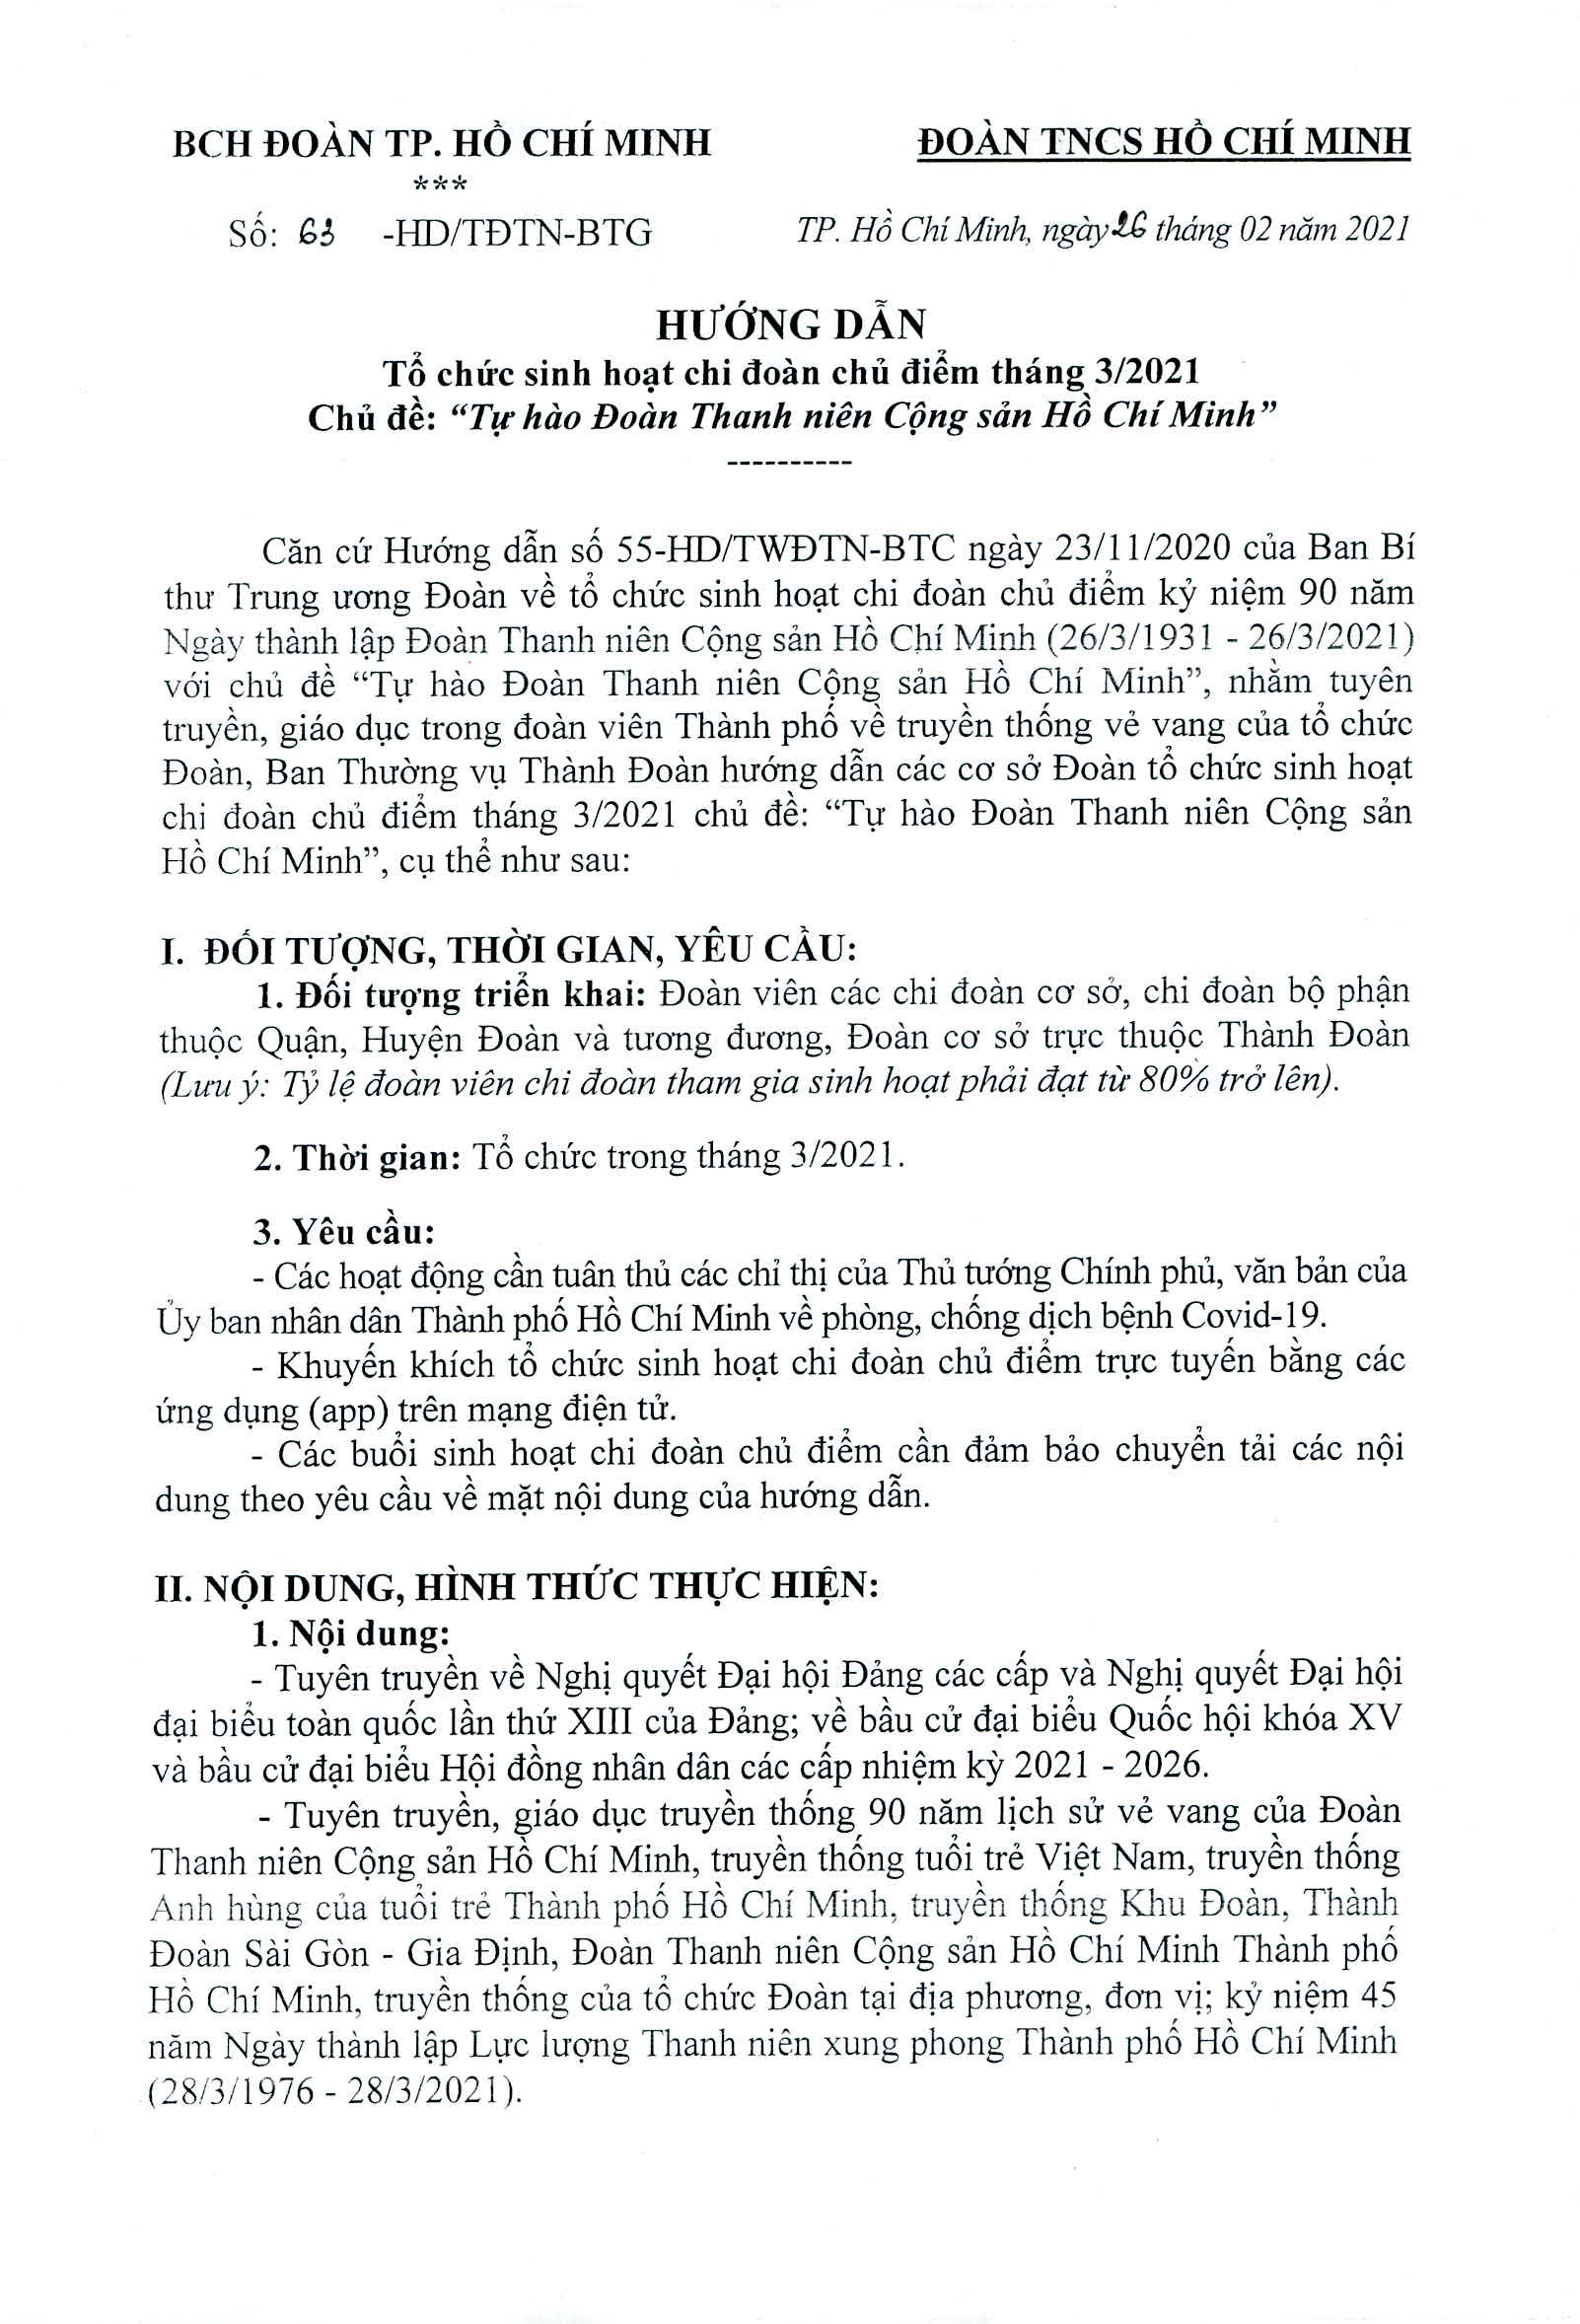 BCH ĐOÀN TP. HỒ CHÍ MINH
ĐOÀN TNCS HỒ CHÍ MINH
***
Số: 63 -HD/TĐTN-BTG
TP. Hồ Chí Minh, ngày 26 tháng 02 năm 2021
HƯỚNG DẪN
Tổ chức sinh hoạt chi đoàn chủ điểm tháng 3/2021
Chủ đề: “Tự hào Đoàn Thanh niên Cộng sản Hồ Chí Minh”
----------
Căn cứ Hướng dẫn số 55-HD/TWĐTN-BTC ngày 23/11/2020 của Ban Bí
thư Trung ương Đoàn về tổ chức sinh hoạt chi đoàn chủ điểm kỷ niệm 90 năm
Ngày thành lập Đoàn Thanh niên Cộng sản Hồ Chí Minh (26/3/1931 - 26/3/2021)
với chủ đề “Tự hào Đoàn Thanh niên Cộng sản Hồ Chí Minh”, nhằm tuyên
truyền, giáo dục trong đoàn viên Thành phố về truyền thống vẻ vang của tổ chức
Đoàn, Ban Thường vụ Thành Đoàn hướng dẫn các cơ sở Đoàn tổ chức sinh hoạt
chi đoàn chủ điểm tháng 3/2021 chủ đề: “Tự hào Đoàn Thanh niên Cộng sản
Hồ Chí Minh”, cụ thể như sau:
I. ĐỐI TƯỢNG, THỜI GIAN, YÊU CẦU:
1. Đối tượng triển khai: Đoàn viên các chi đoàn cơ sở, chi đoàn bộ phận
thuộc Quận, Huyện Đoàn và tương đương, Đoàn cơ sở trực thuộc Thành Đoàn
(Lưu ý: Tỷ lệ đoàn viên chi đoàn tham gia sinh hoạt phải đạt từ 80% trở lên).
2. Thời gian: Tổ chức trong tháng 3/2021.
3. Yêu cầu:
- Các hoạt động cần tuân thủ các chỉ thị của Thủ tướng Chính phủ, văn bản của
Ủy ban nhân dân Thành phố Hồ Chí Minh về phòng, chống dịch bệnh Covid-19.
- Khuyến khích tổ chức sinh hoạt chi đoàn chủ điểm trực tuyến bằng các
ứng dụng (app) trên mạng điện tử.
- Các buổi sinh hoạt chi đoàn chủ điểm cần đảm bảo chuyển tải các nội
dung theo yêu cầu về mặt nội dung của hướng dẫn.
II. NỘI DUNG, HÌNH THỨC THỰC HIỆN:
1. Nội dung:
- Tuyên truyền về Nghị quyết Đại hội Đảng các cấp và Nghị quyết Đại hội
đại biểu toàn quốc lần thứ XIII của Đảng; về bầu cử đại biểu Quốc hội khóa XV
và bầu cử đại biểu Hội đồng nhân dân các cấp nhiệm kỳ 2021 - 2026.
- Tuyên truyền, giáo dục truyền thống 90 năm lịch sử vẻ vang của Đoàn
Thanh niên Cộng sản Hồ Chí Minh, truyền thống tuổi trẻ Việt Nam, truyền thống
Anh hùng của tuổi trẻ Thành phố Hồ Chí Minh, truyền thống Khu Đoàn, Thành
Đoàn Sài Gòn - Gia Định, Đoàn Thanh niên Cộng sản Hồ Chí Minh Thành phố
Hồ Chí Minh, truyền thống của tổ chức Đoàn tại địa phương, đơn vị; kỷ niệm 45
năm Ngày thành lập Lực lượng Thanh niên xung phong Thành phố Hồ Chí Minh
(28/3/1976 - 28/3/2021).